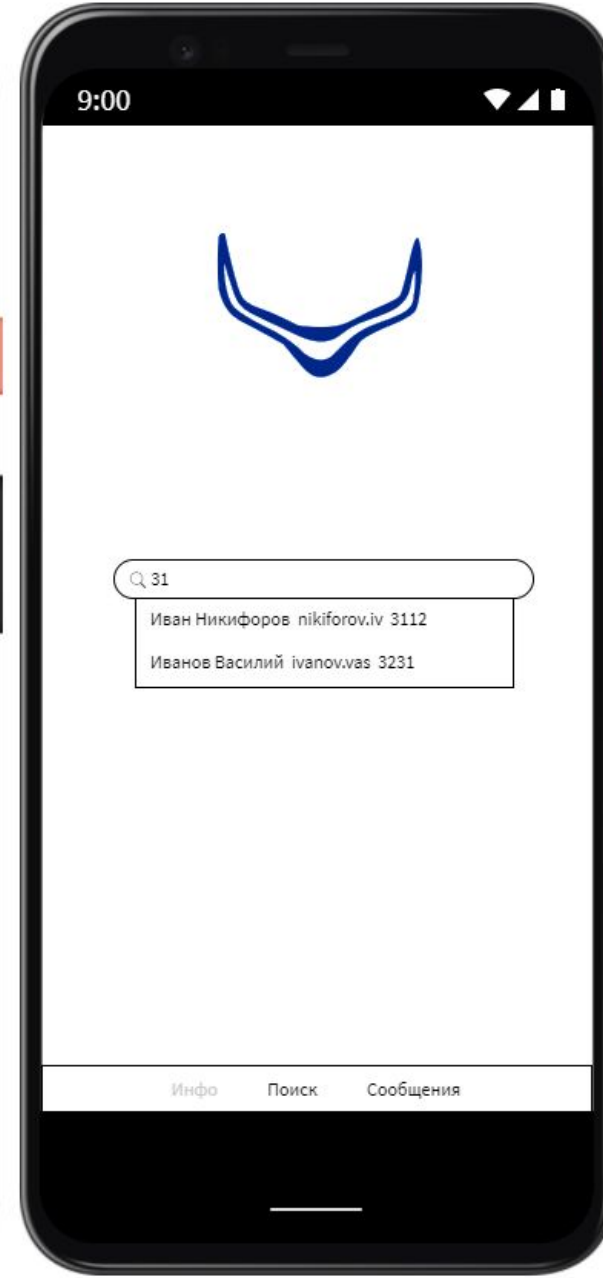 9:00
31
Иван Никифоров nikiforov.iv 3112
Иванов Василий ivanov.vas 3231
Инфо Поиск Сообщения